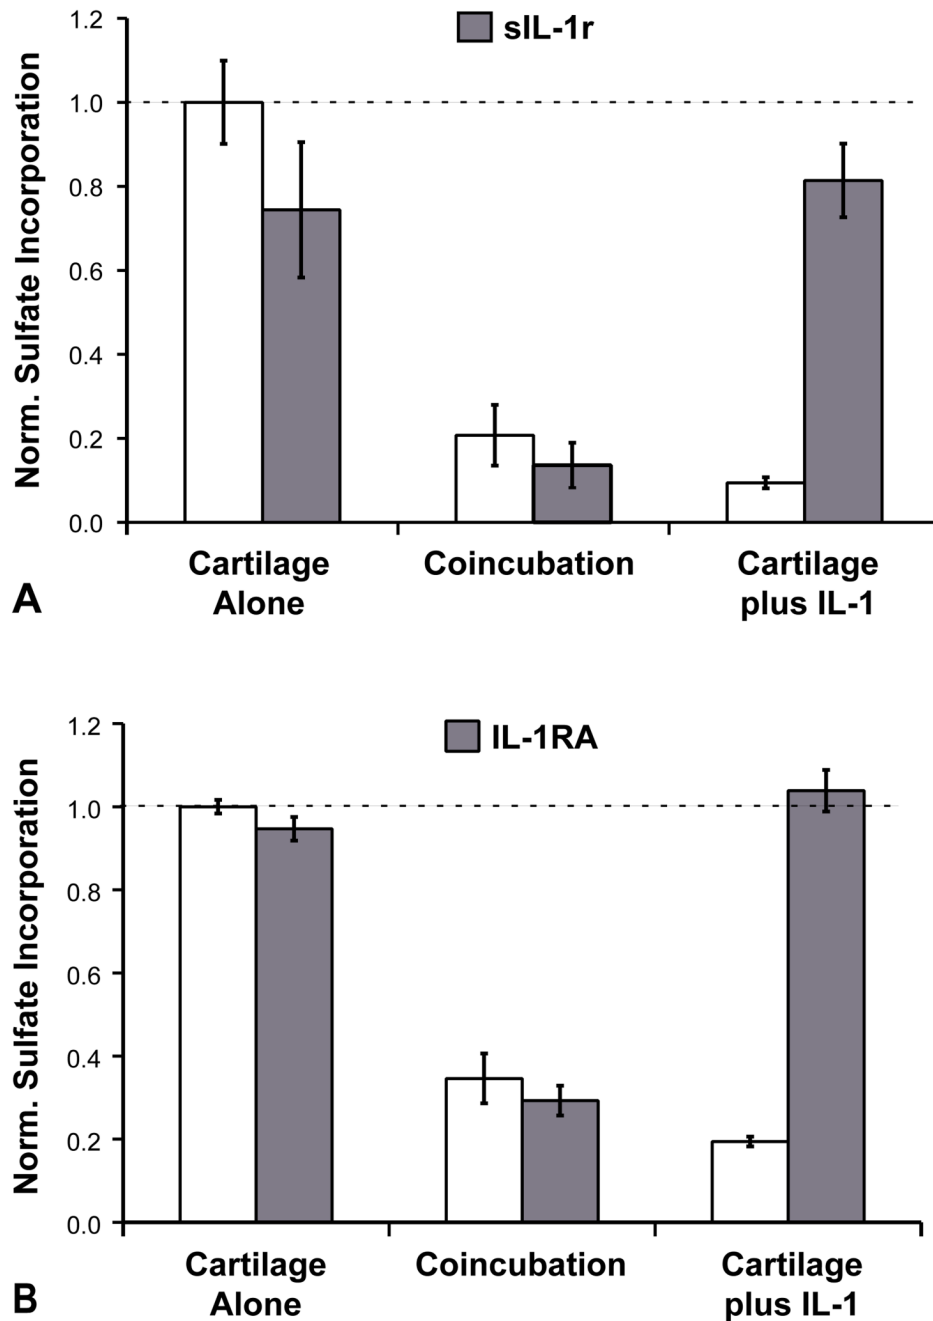 1.2
1.0
0.8
0.6
0.4
0.2
0.0
Norm. Sulfate Incorporation
sIL-1r
Cartilage
Alone
Coincubation
Cartilage
plus IL-1
A
1.2
1.0
0.8
0.6
0.4
0.2
0.0
Norm. Sulfate Incorporation
IL-1RA
Cartilage
Alone
Coincubation
Cartilage
plus IL-1
B